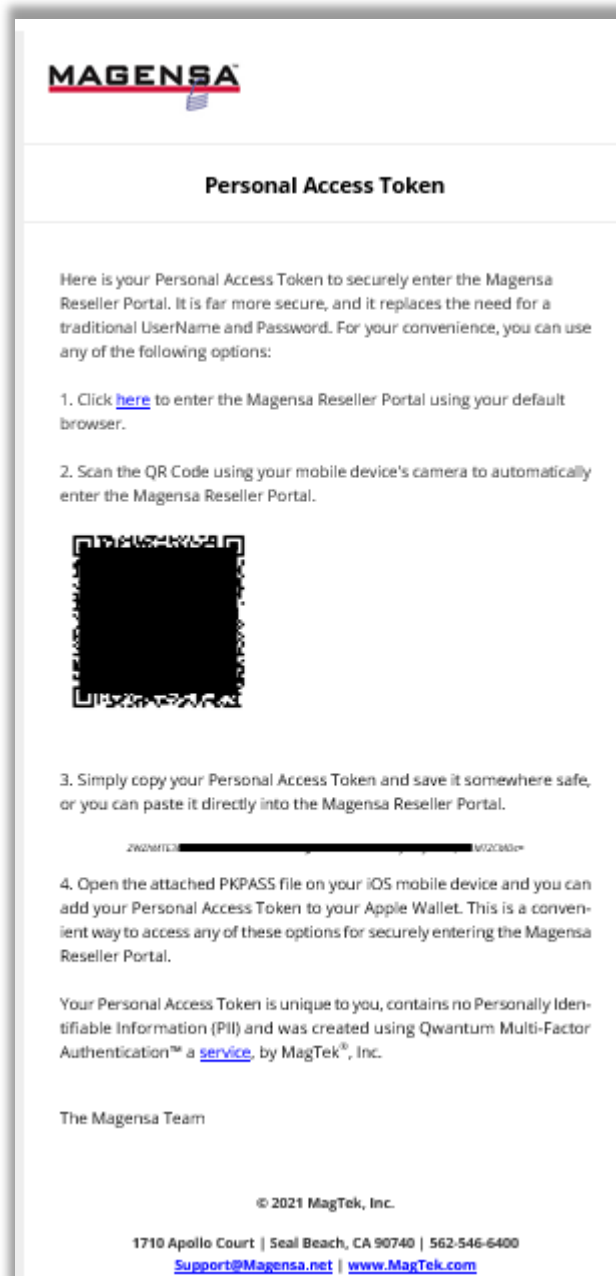 MAGENSA™
Personal Access Token
Here is your Personal Access Token to securely enter the Magensa
Reseller Portal. It is far more secure, and it replaces the need for a
traditional UserName and Password. For your convenience, you can use
any of the following options:
1. Click here to enter the Magensa Reseller Portal using your default
browser.
2. Scan the QR Code using your mobile device's camera to automatically
enter the Magensa Reseller Portal.
3. Simply copy your Personal Access Token and save it somewhere safe,
or you can paste it directly into the Magensa Reseller Portal.
4. Open the attached PKPASS file on your iOS mobile device and you can
add your Personal Access Token to your Apple Wallet. This is a conven-
ient way to access any of these options for securely entering the Magensa
Reseller Portal.
Your Personal Access Token is unique to you, contains no Personally Iden-
tifiable Information (PII) and was created using Qwantum Multi-Factor
Authentication™ a service, by MagTek®, Inc.
The Magensa Team
© 2021 MagTek, Inc.
1710 Apollo Court | Seal Beach, CA 90740 | 562-546-6400
Support@Magensa.net | www.MagTek.com